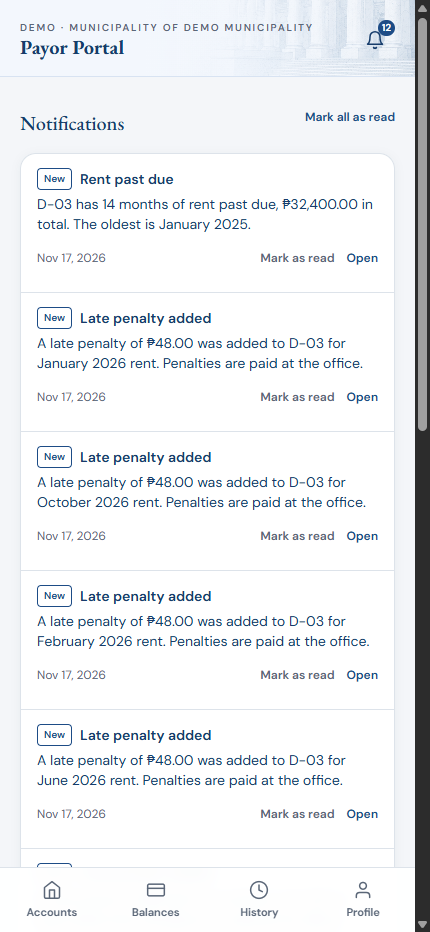 DEMO · MUNICIPALITY OF DEMO MUNICIPALITY
Payor Portal
12
Notifications
Mark all as read
New Rent past due
D-03 has 14 months of rent past due, ₱32,400.00 in
total. The oldest is January 2025.
Nov 17, 2026 Mark as read Open
New Late penalty added
A late penalty of ₱48.00 was added to D-03 for
January 2026 rent. Penalties are paid at the office.
Nov 17, 2026 Mark as read Open
New Late penalty added
A late penalty of ₱48.00 was added to D-03 for
October 2026 rent. Penalties are paid at the office.
Nov 17, 2026 Mark as read Open
New Late penalty added
A late penalty of ₱48.00 was added to D-03 for
February 2026 rent. Penalties are paid at the office.
Nov 17, 2026 Mark as read Open
New Late penalty added
A late penalty of ₱48.00 was added to D-03 for
June 2026 rent. Penalties are paid at the office.
Nov 17, 2026 Mark as read Open
Accounts Balances History Profile